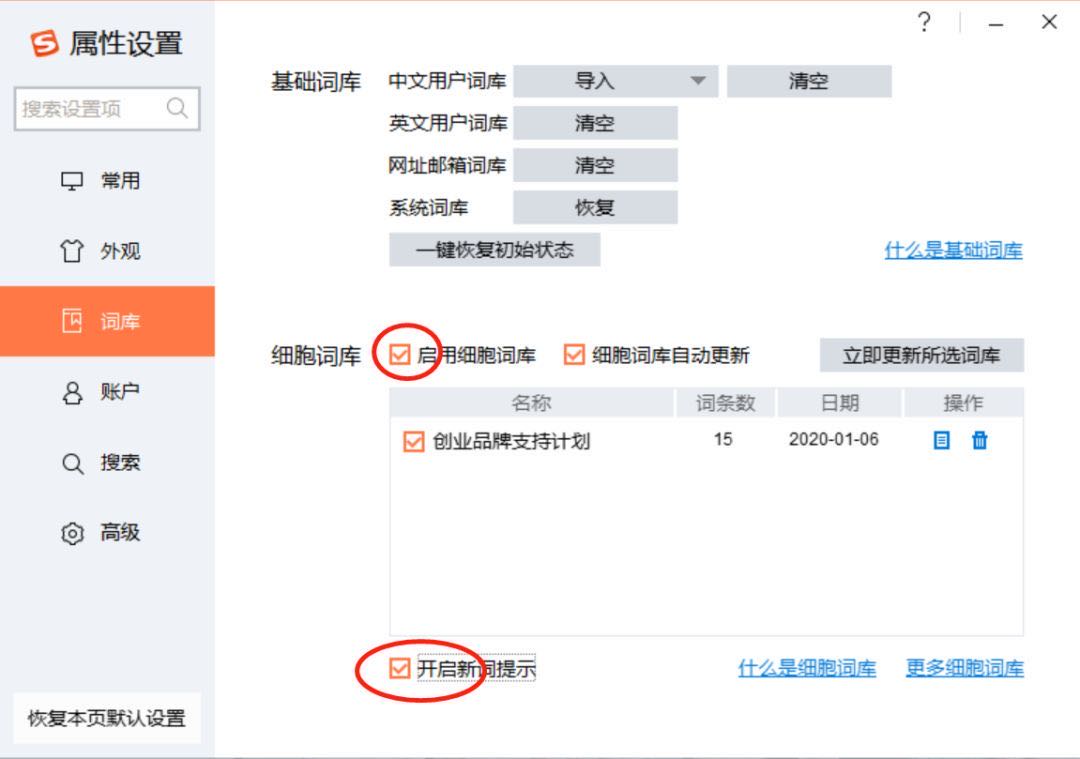 属性设置
搜索设置项
常用
外观
词库
账户
搜索
高级
恢复本页默认设置
?
基础词库 中文用户词库 导入 清空
英文用户词库 清空
网址邮箱词库 清空
系统词库 恢复
一键恢复初始状态 什么是基础词库
细胞词库 启用细胞词库 细胞词库自动更新 立即更新所选词库
名称 词条数 日期 操作
创业品牌支持计划 15 2020-01-06
开启新词提示 什么是细胞词库 更多细胞词库